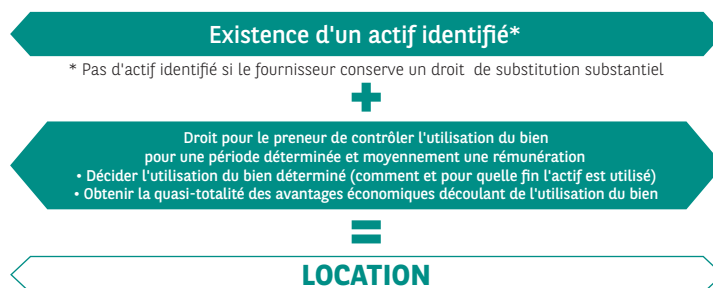 Existence d'un actif identifié*
* Pas d'actif identifié si le fournisseur conserve un droit de substitution substantiel
+
Droit pour le preneur de contrôler l'utilisation du bien
pour une période déterminée et moyennement une rémunération
• Décider l'utilisation du bien déterminé (comment et pour quelle fin l'actif est utilisé)
• Obtenir la quasi-totalité des avantages économiques découlant de l'utilisation du bien
=
LOCATION